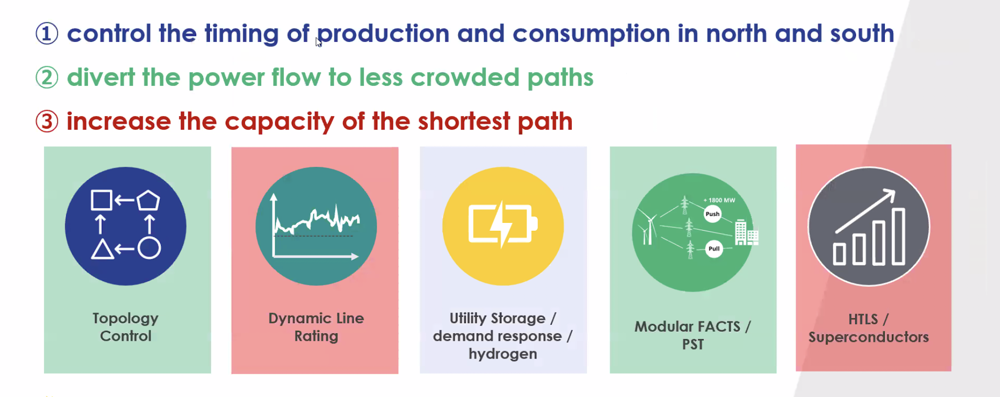 ① control the timing of production and consumption in north and south
② divert the power flow to less crowded paths
③ increase the capacity of the shortest path
Topology
Control
Dynamic Line
Rating
Utility Storage /
demand response /
hydrogen
+ 1800 MW
Push
Pull
Modular FACTS /
PST
HTLS /
Superconductors